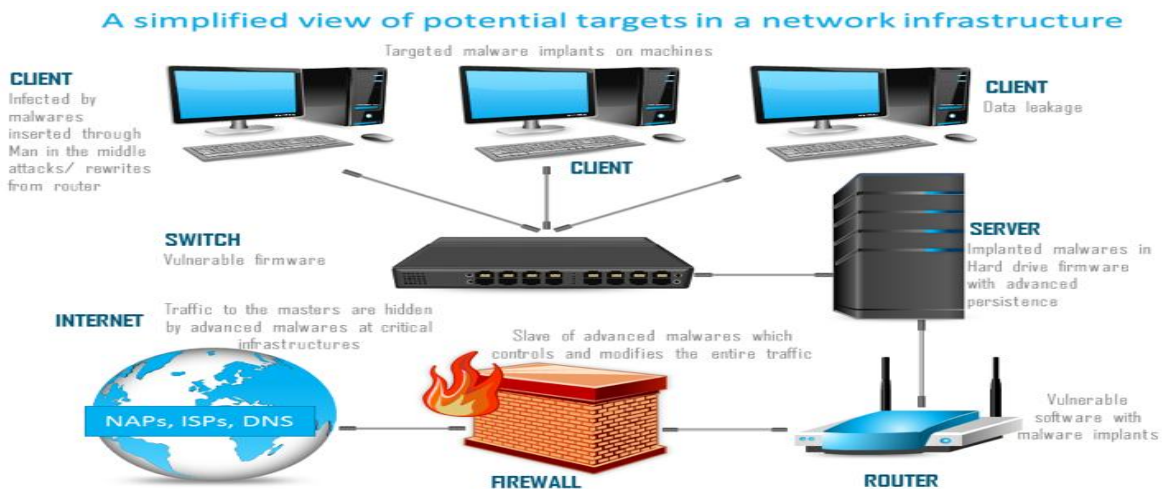 A simplified view of potential targets in a network infrastructure
Targeted malware implants on machines
CLIENT
Infected by
malwares
inserted through
Man in the middle
attacks/ rewrites
from router
CLIENT
CLIENT
Data leakage
SWITCH
Vulnerable firmware
SERVER
Implanted malwares in
Hard drive firmware
with advanced
persistence
INTERNET
Traffic to the masters are hidden
by advanced malwares at critical
infrastructures
NAPs, ISPs, DNS
Slave of advanced malwares which
controls and modifies the entire traffic
FIREWALL
Vulnerable
software with
malware implants
ROUTER